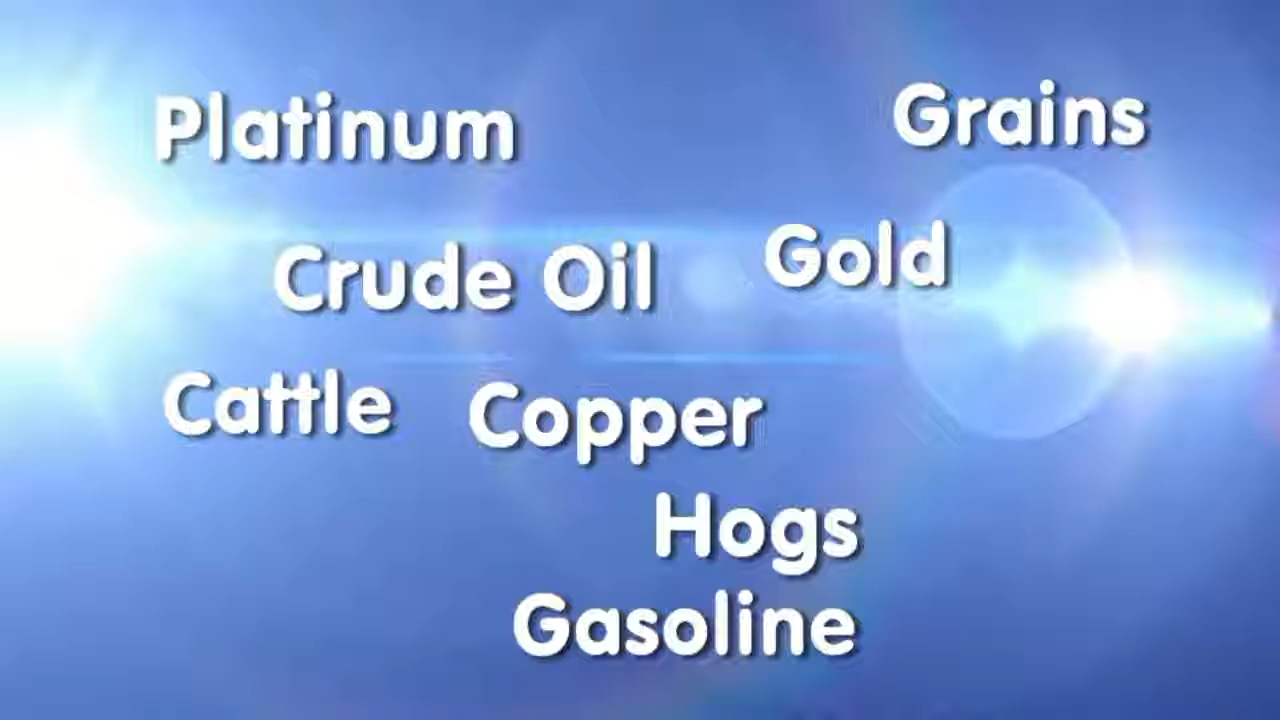 Platinum
Grains
Crude Oil
Gold
Cattle
Copper
Hogs
Gasoline